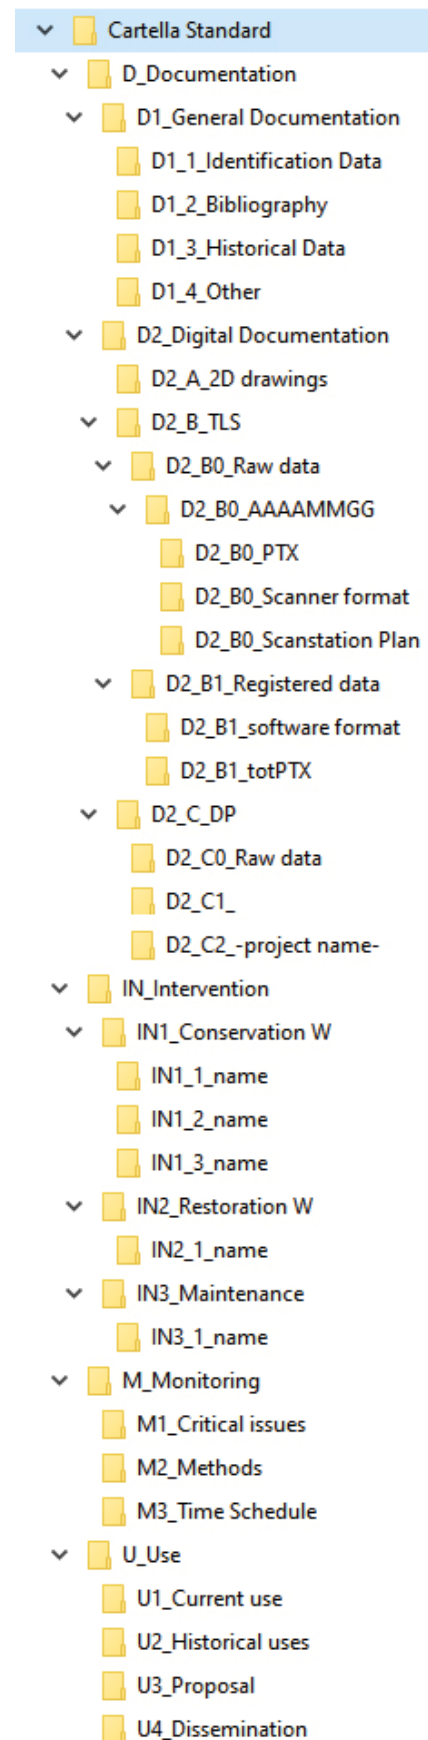 Cartella Standard
D_Documentation
D1_General Documentation
D1_1_Identification Data
D1_2_Bibliography
D1_3_Historical Data
D1_4_Other
D2_Digital Documentation
D2_A_2D drawings
D2_B_TLS
D2_B0_Raw data
D2_B0_AAAAMMGG
D2_B0_PTX
D2_B0_Scanner format
D2_B0_Scanstation Plan
D2_B1_Registered data
D2_B1_software format
D2_B1_totPTX
D2_C_DP
D2_C0_Raw data
D2_C1_
D2_C2_-project name-
IN_Intervention
IN1_Conservation W
IN1_1_name
IN1_2_name
IN1_3_name
IN2_Restoration W
IN2_1_name
IN3_Maintenance
IN3_1_name
M_Monitoring
M1_Critical issues
M2_Methods
M3_Time Schedule
U_Use
U1_Current use
U2_Historical uses
U3_Proposal
U4_Dissemination